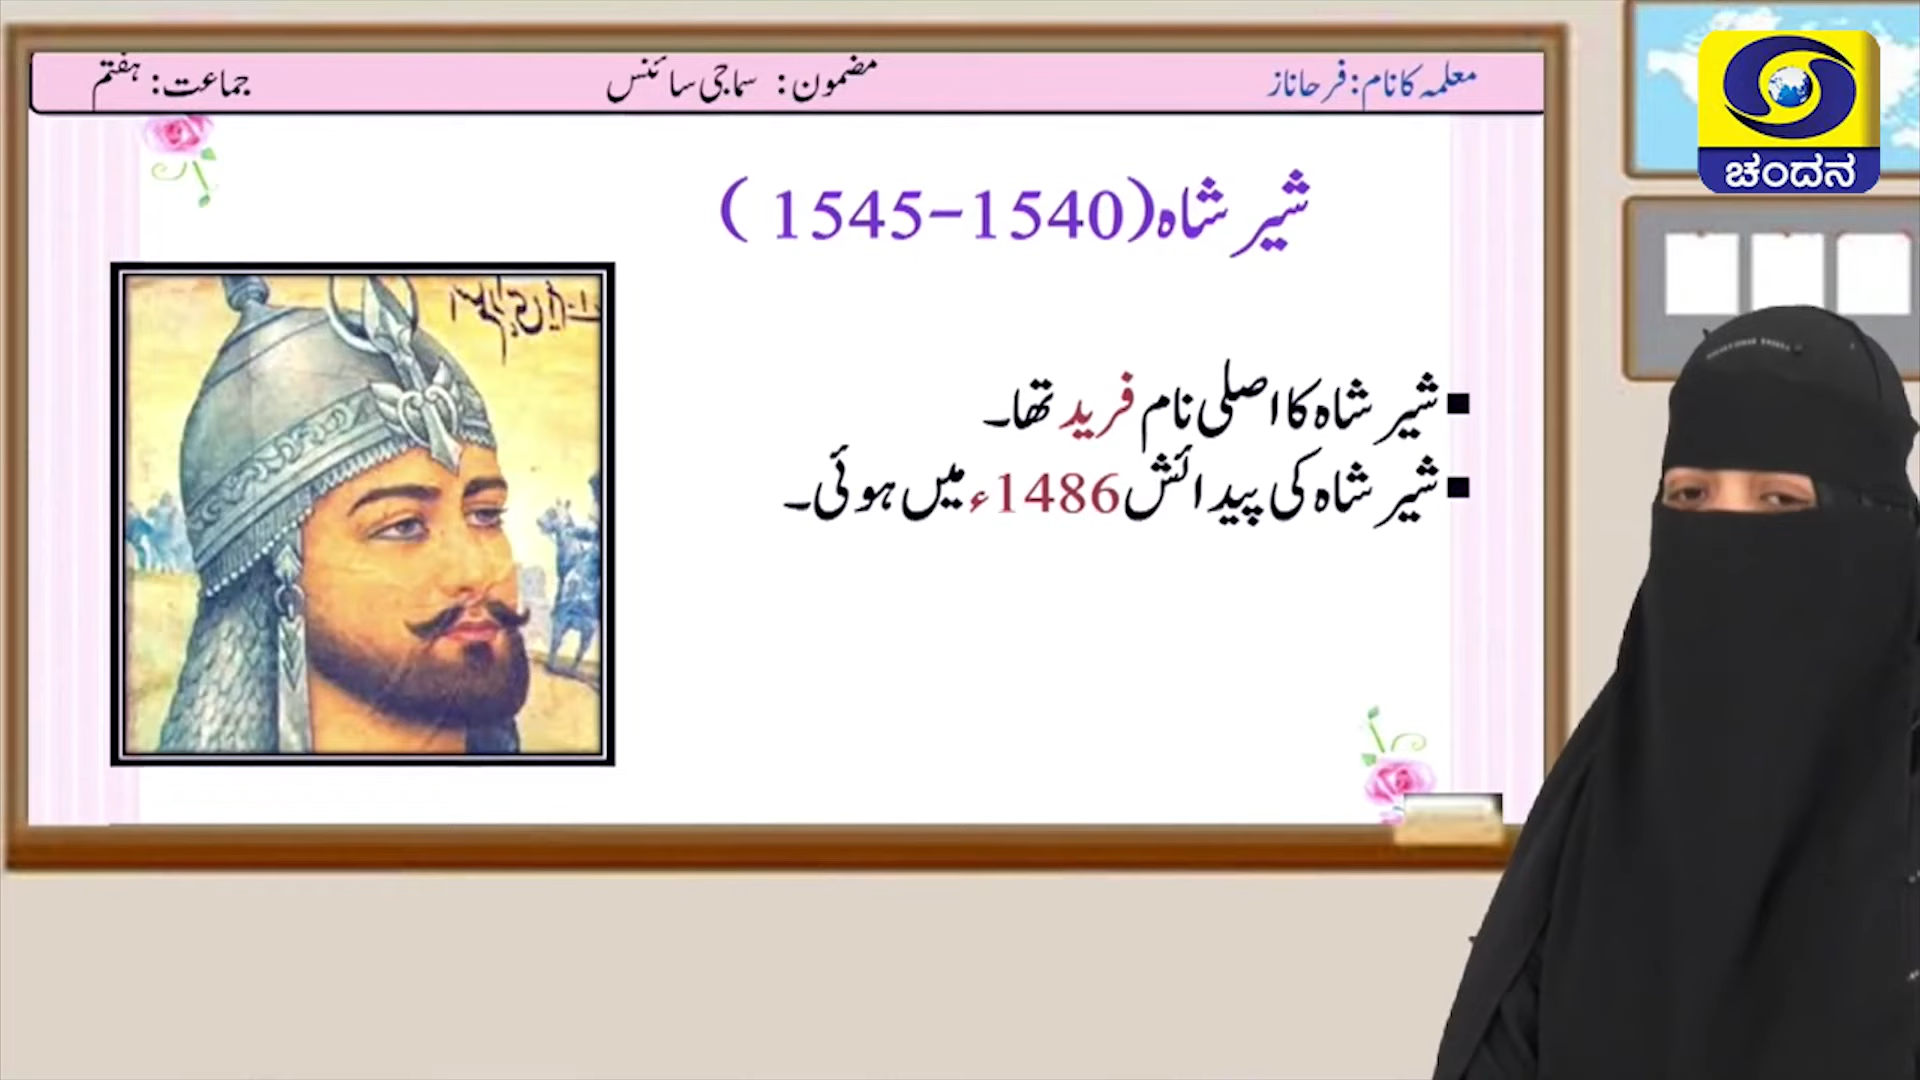 معلمہ کا نام: فرحاناز
مضمون: سماجی سائنس
جماعت: ہفتم
ಚಂದನ
شیر شاہ(1540-1545)
▪شیر شاہ کا اصلی نام فرید تھا۔
▪شیر شاہ کی پیدائش 1486ء میں ہوئی۔